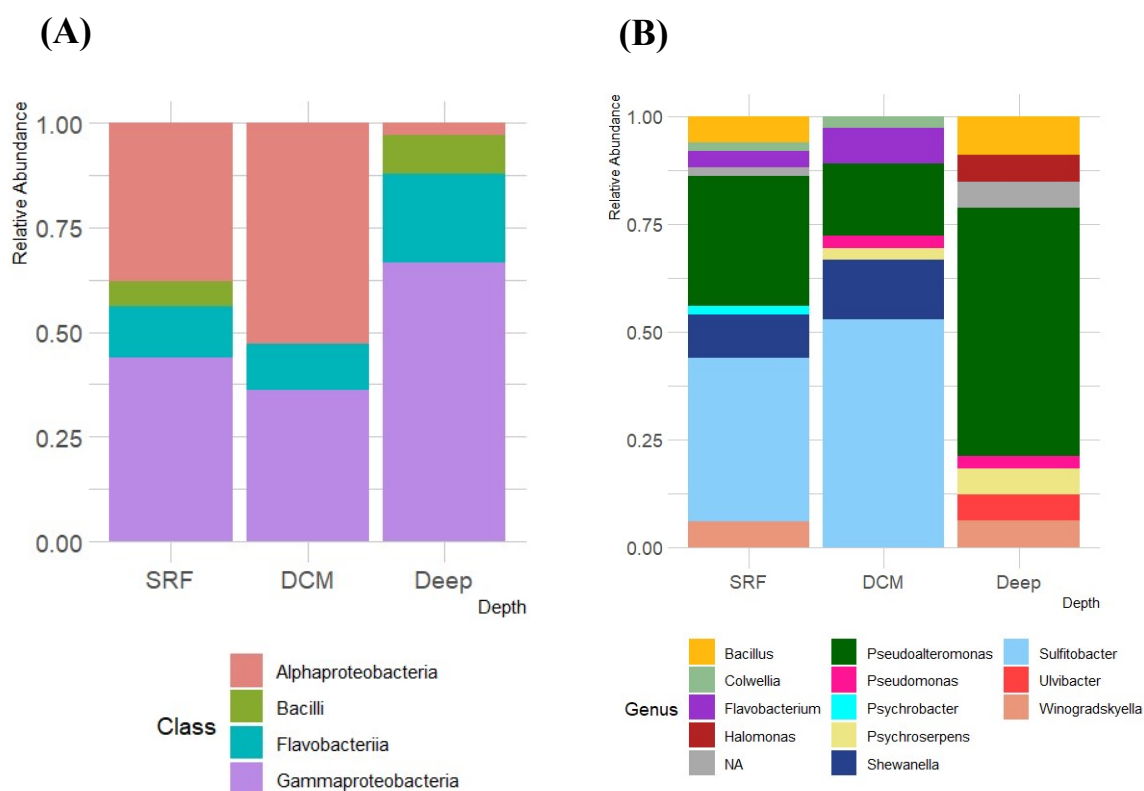 (A)
(B)
Relative Abundance
1.00
0.75
0.50
0.25
0.00
SRF DCM Deep
Depth
Class
Alphaproteobacteria
Bacilli
Flavobacteriia
Gammaproteobacteria
Relative Abundance
1.00
0.75
0.50
0.25
0.00
SRF DCM Deep
Depth
Genus
Bacillus
Colwellia
Flavobacterium
Halomonas
NA
Pseudoalteromonas
Pseudomonas
Psychrobacter
Psychroserpens
Shewanella
Sulfitobacter
Ulvibacter
Winogradskyella